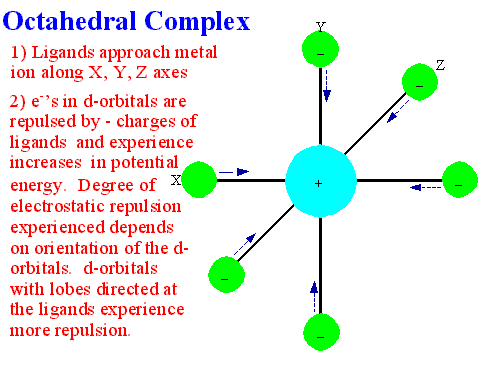 Octahedral Complex
1) Ligands approach metal
ion along X, Y, Z axes
2) e-'s in d-orbitals are
repulsed by - charges of
ligands and experience
increases in potential
energy. Degree of
electrostatic repulsion
experienced depends
on orientation of the d-
orbitals. d-orbitals
with lobes directed at
the ligands experience
more repulsion.
Y
-
Z
-
X
-
+
-
-
-